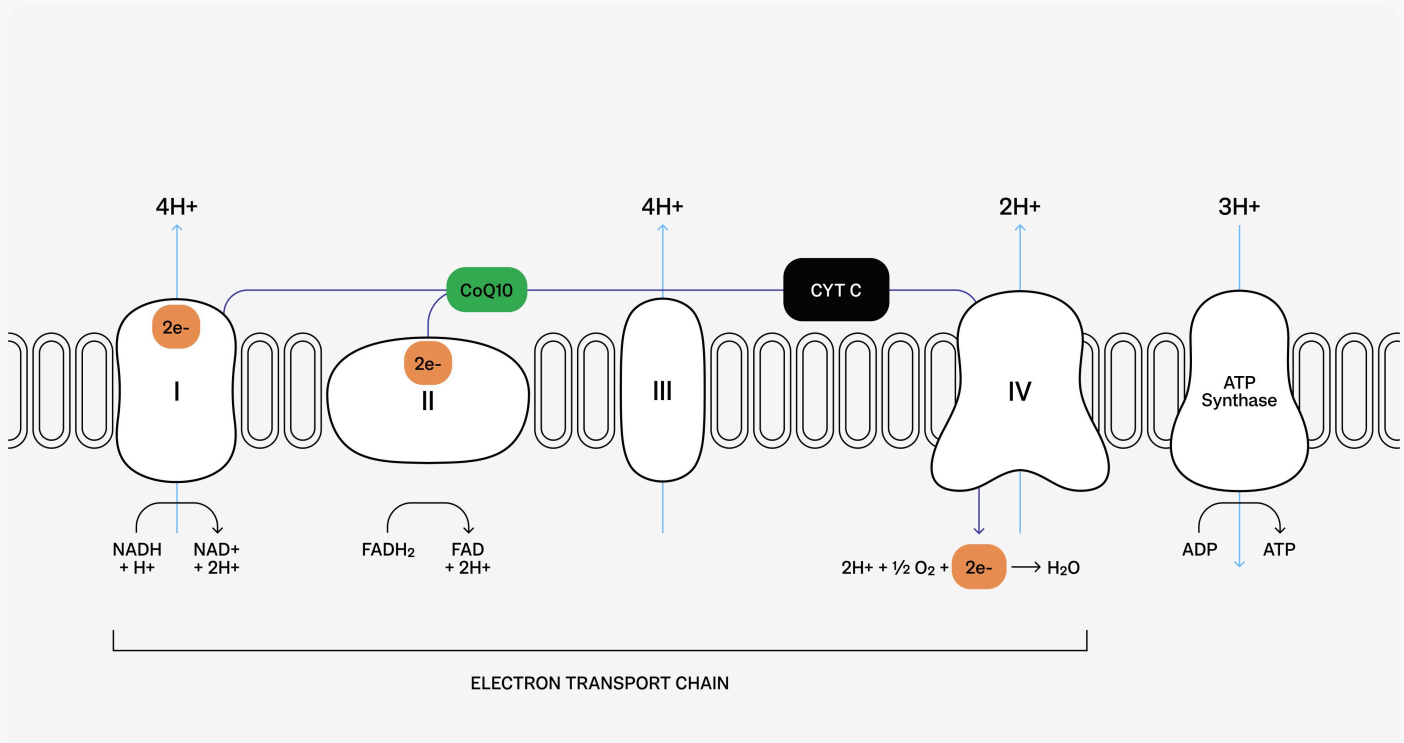 4H+
4H+
2H+
3H+
CoQ10
CYT C
2e-
2e-
I
II
III
IV
ATP
Synthase
NADH
+ H+
NAD+
+ 2H+
FADH₂
FAD
+ 2H+
2H+ + ½ O₂ + 2e- → H₂O
ADP
ATP
ELECTRON TRANSPORT CHAIN